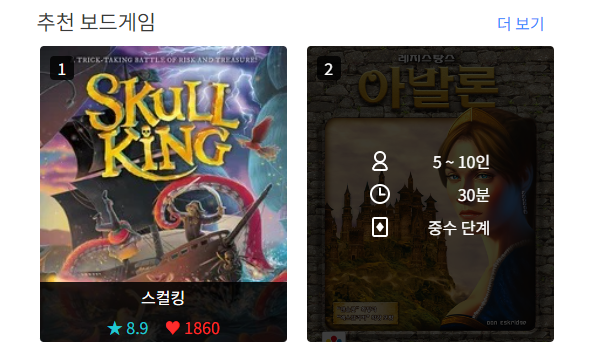 추천 보드게임
더 보기
1
TRICK-TAKING BATTLE OF RISK AND TREASURE!
SKULL
KING
스컬킹
★ 8.9 ♥ 1860
2
레지스탕스
아발론
5 ~ 10인
30분
중수 단계